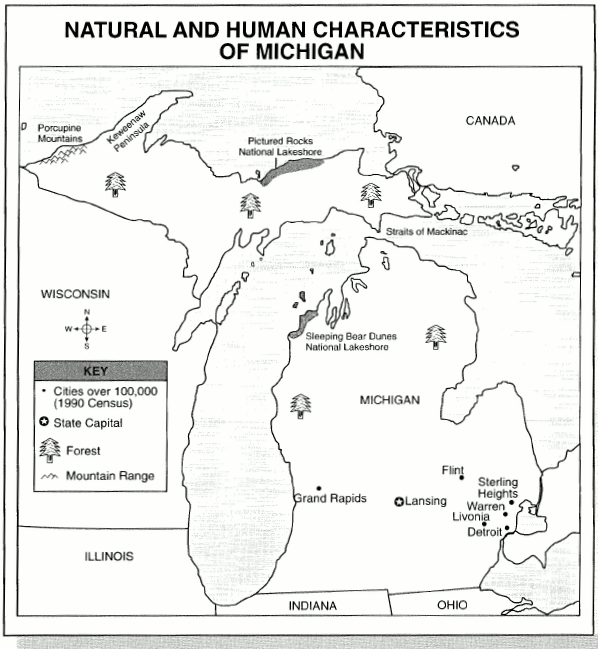 NATURAL AND HUMAN CHARACTERISTICS
OF MICHIGAN
CANADA
Porcupine
Mountains
Keweenaw
Peninsula
Pictured Rocks
National Lakeshore
Straits of Mackinac
WISCONSIN
N
W
E
S
Sleeping Bear Dunes
National Lakeshore
KEY
Cities over 100,000
(1990 Census)
State Capital
Forest
Mountain Range
MICHIGAN
Flint
Grand Rapids
Lansing
Sterling
Heights
Warren
Livonia
Detroit
ILLINOIS
INDIANA
OHIO